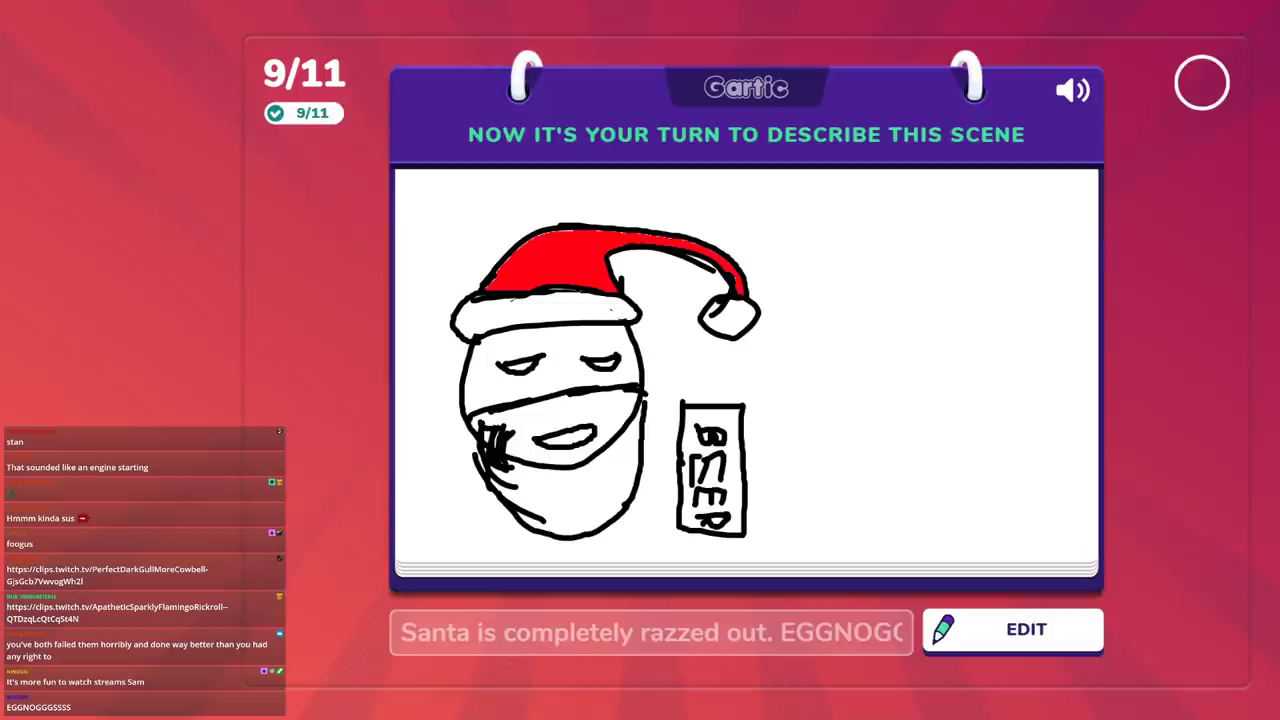 9/11
9/11
Gartic
NOW IT'S YOUR TURN TO DESCRIBE THIS SCENE
BEER
Santa is completely razzed out. EGGNOGG
EDIT
stan
That sounded like an engine starting
Hmmm kinda sus
foogus
https://clips.twitch.tv/PerfectDarkGullMoreCowbell-
GjsGcb7VwvogWh2l
https://clips.twitch.tv/ApatheticSparklyFlamingoRickroll--
QTDzqLcQtCqSt4N
you've both failed them horribly and done way better than you had
any right to
It's more fun to watch streams Sam
EGGNOGGGSSSS